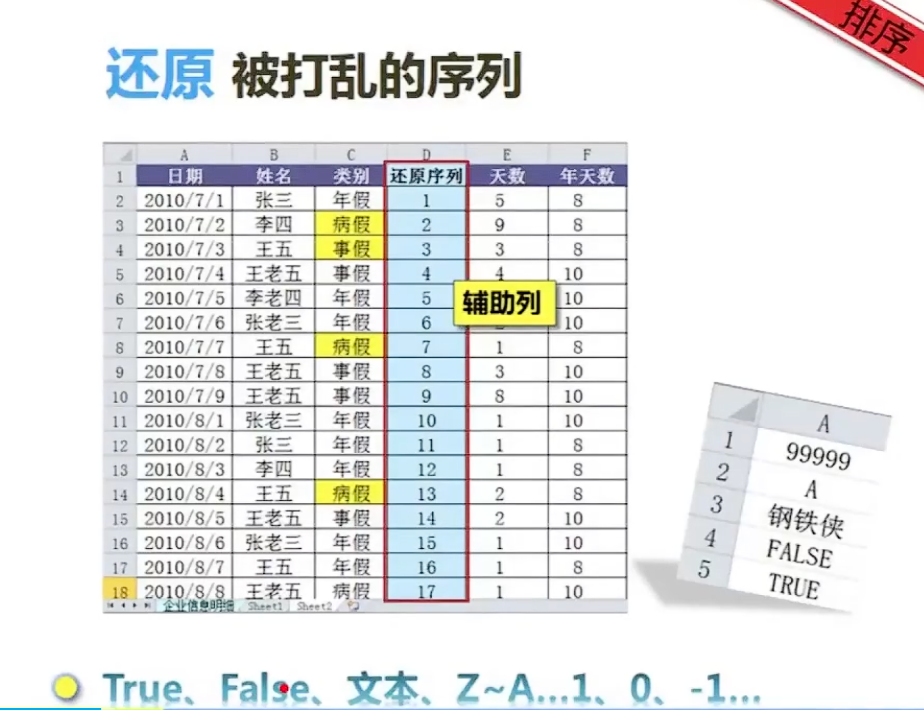 排序
还原 被打乱的序列
A B C D E F
1 日期 姓名 类别 还原序列 天数 年天数
2 2010/7/1 张三 年假 1 5 8
3 2010/7/2 李四 病假 2 9 8
4 2010/7/3 王五 事假 3 3 8
5 2010/7/4 王老五 事假 4 4 10
6 2010/7/5 李老四 年假 5 10
辅助列
7 2010/7/6 张老三 年假 6 10
8 2010/7/7 王五 病假 7 1 8
9 2010/7/8 王老五 事假 8 3 10
10 2010/7/9 王老五 事假 9 8 10
11 2010/8/1 张老三 年假 10 1 10
12 2010/8/2 张三 年假 11 1 8
13 2010/8/3 李四 年假 12 1 8
14 2010/8/4 王五 病假 13 2 8
15 2010/8/5 王老五 事假 14 2 10
16 2010/8/6 张老三 年假 15 1 10
17 2010/8/7 王五 年假 16 1 8
18 2010/8/8 王老五 病假 17 1 10
企业信息明细 Sheet1 Sheet2
A
1 99999
2 A
3 钢铁侠
4 FALSE
5 TRUE
True、False、文本、Z~A...1、0、-1...